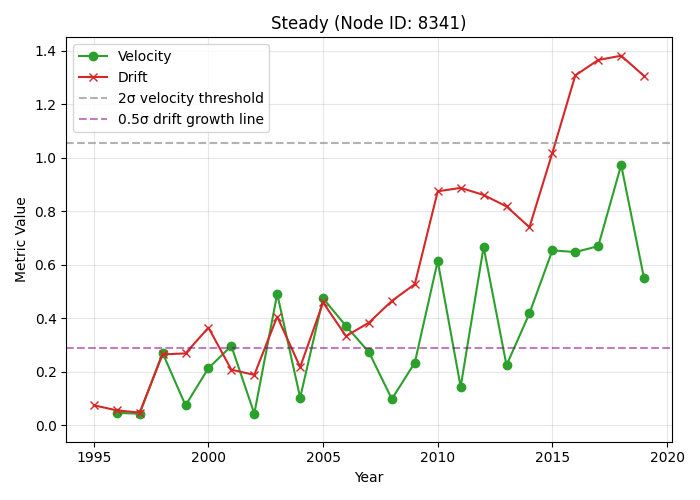 Steady (Node ID: 8341)
Velocity
Drift
2σ velocity threshold
0.5σ drift growth line
Metric Value
1.4
1.2
1.0
0.8
0.6
0.4
0.2
0.0
1995 2000 2005 2010 2015 2020
Year